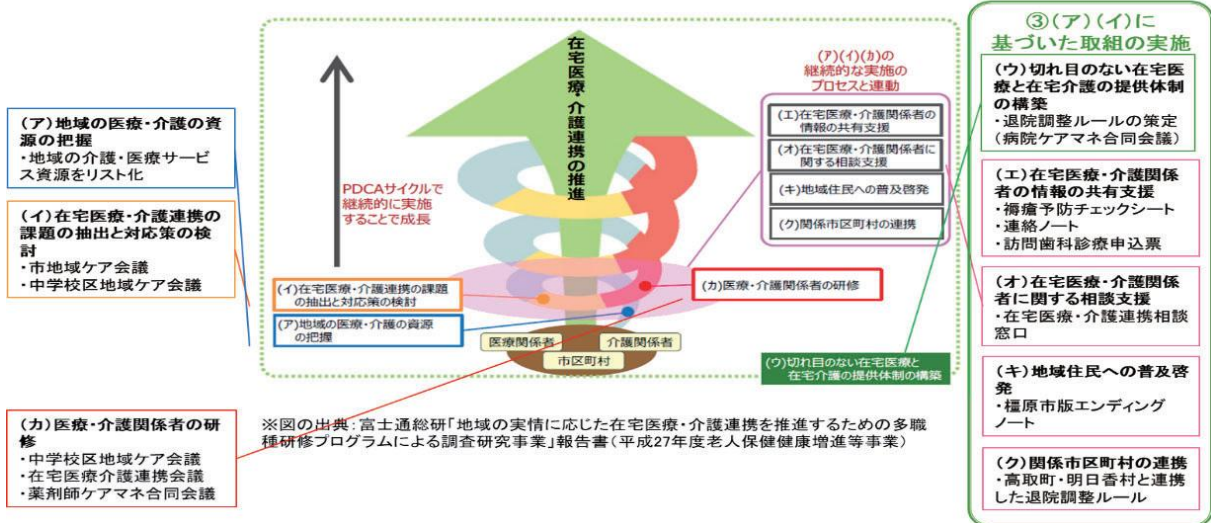 (ア)地域の医療・介護の資
源の把握
・地域の介護・医療サービ
ス資源をリスト化
(イ)在宅医療・介護連携の
課題の抽出と対応策の検
討
・市地域ケア会議
・中学校区地域ケア会議
(カ)医療・介護関係者の研
修
・中学校区地域ケア会議
・在宅医療介護連携会議
・薬剤師ケアマネ合同会議
在宅医療・介護連携の推進
PDCAサイクルで
継続的に実施
することで成長
(ア)(イ)(カ)の
継続的な実施の
プロセスと連動
(エ)在宅医療・介護関係者の
情報の共有支援
(オ)在宅医療・介護関係者に
関する相談支援
(キ)地域住民への普及啓発
(ク)関係市区町村の連携
(イ)在宅医療・介護連携の課題
の抽出と対応策の検討
(カ)医療・介護関係者の研修
(ア)地域の医療・介護の資源
の把握
医療関係者
介護関係者
市区町村
(ウ)切れ目のない在宅医療と
在宅介護の提供体制の構築
※図の出典:富士通総研「地域の実情に応じた在宅医療・介護連携を推進するための多職
種研修プログラムによる調査研究事業」報告書(平成27年度老人保健健康増進等事業)
③(ア)(イ)に
基づいた取組の実施
(ウ)切れ目のない在宅医
療と在宅介護の提供体制
の構築
・退院調整ルールの策定
(病院ケアマネ合同会議)
(エ)在宅医療・介護関係
者の情報の共有支援
・褥瘡予防チェックシート
・連絡ノート
・訪問歯科診療申込票
(オ)在宅医療・介護関係
者に関する相談支援
・在宅医療・介護連携相談
窓口
(キ)地域住民への普及啓
発
・橿原市版エンディング
ノート
(ク)関係市区町村の連携
・高取町・明日香村と連携
した退院調整ルール